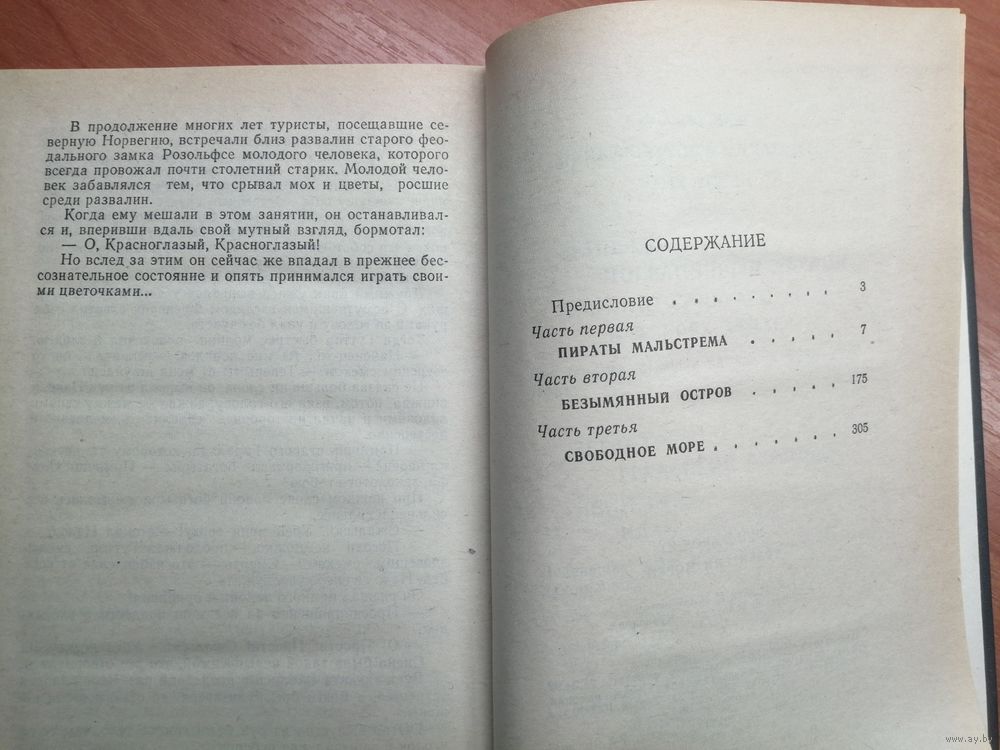 В продолжение многих лет туристы, посещавшие се-
верную Норвегию, встречали близ развалин старого фео-
дального замка Розольфсе молодого человека, которого
всегда провожал почти столетний старик. Молодой чело-
век забавлялся тем, что срывал мох и цветы, росшие
среди развалин.
Когда ему мешали в этом занятии, он останавливал-
ся и, вперивши вдаль свой мутный взгляд, бормотал:
— О, Красноглазый, Красноглазый!
Но вслед за этим он сейчас же впадал в прежнее бес-
сознательное состояние и опять принимался играть свои-
ми цветочками...
СОДЕРЖАНИЕ
Предисловие . . . . . . . . . 3
Часть первая
ПИРАТЫ МАЛЬСТРЕМА . . . . . 7
Часть вторая
БЕЗЫМЯННЫЙ ОСТРОВ . . . . . 175
Часть третья
СВОБОДНОЕ МОРЕ . . . . . . . 305
www.ay.by